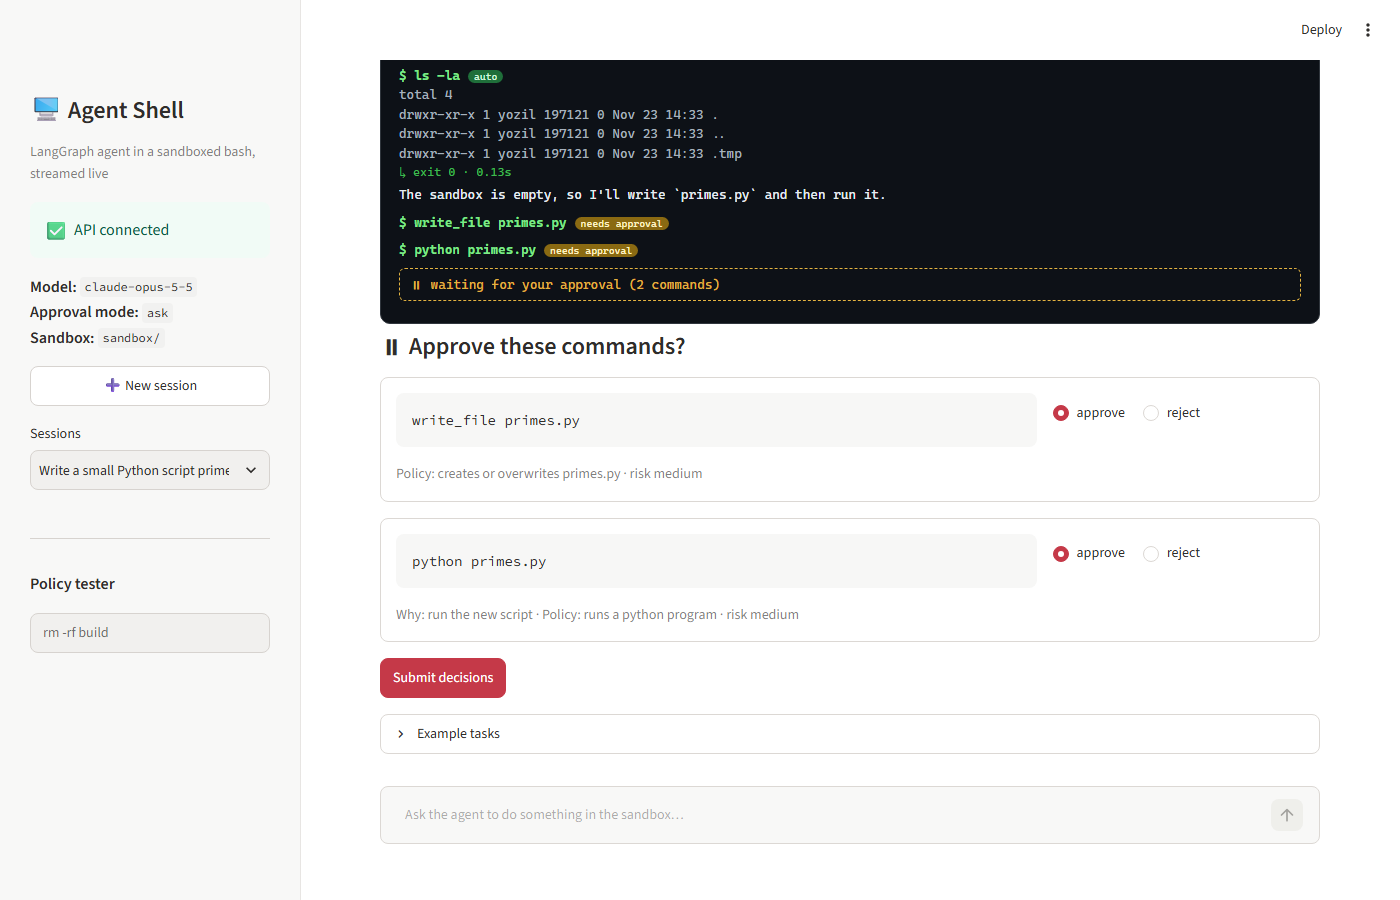 Deploy
Agent Shell
LangGraph agent in a sandboxed bash,
streamed live
API connected
Model: claude-opus-5-5
Approval mode: ask
Sandbox: sandbox/
New session
Sessions
Write a small Python script prime
Policy tester
rm -rf build
$ ls -la auto
total 4
drwxr-xr-x 1 yozil 197121 0 Nov 23 14:33 .
drwxr-xr-x 1 yozil 197121 0 Nov 23 14:33 ..
drwxr-xr-x 1 yozil 197121 0 Nov 23 14:33 .tmp
↳ exit 0 · 0.13s
The sandbox is empty, so I'll write `primes.py` and then run it.
$ write_file primes.py needs approval
$ python primes.py needs approval
⏸ waiting for your approval (2 commands)
⏸ Approve these commands?
write_file primes.py
approve reject
Policy: creates or overwrites primes.py · risk medium
python primes.py
approve reject
Why: run the new script · Policy: runs a python program · risk medium
Submit decisions
Example tasks
Ask the agent to do something in the sandbox…